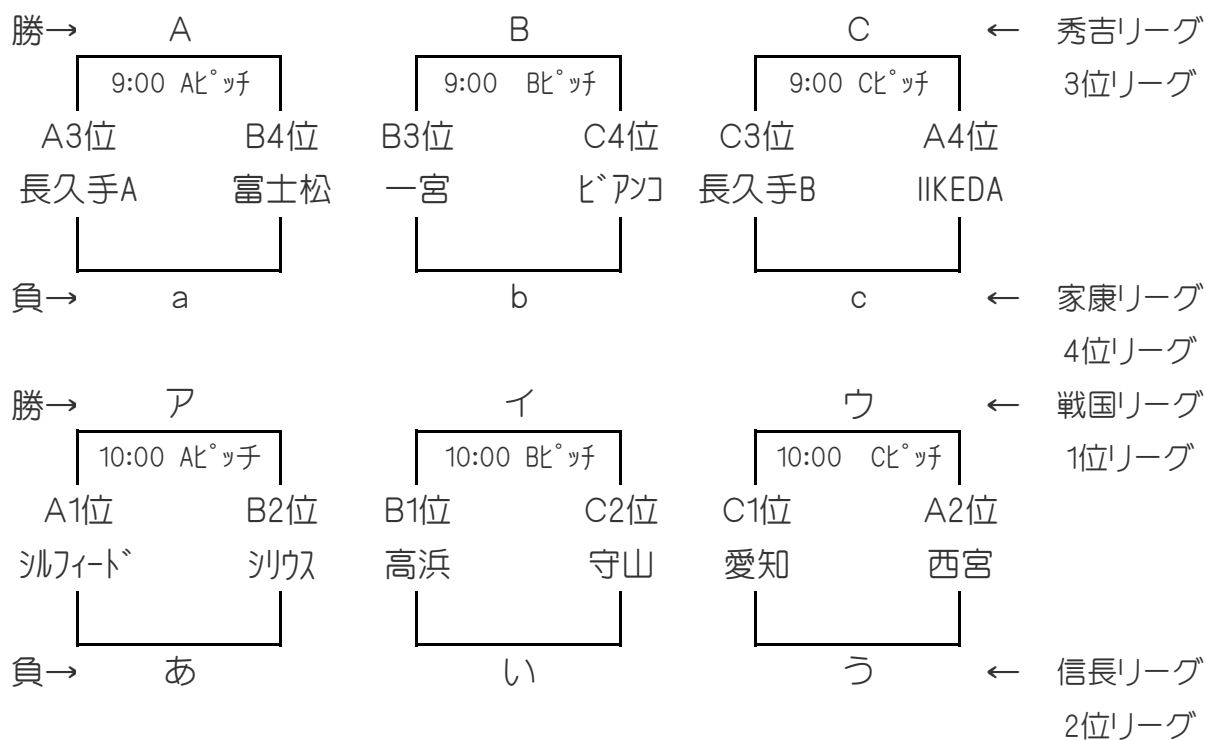 勝→ A B C ← 秀吉リーグ
9:00 Aﾋﾟｯﾁ 9:00 Bﾋﾟｯﾁ 9:00 Cﾋﾟｯﾁ 3位リーグ
A3位 B4位 B3位 C4位 C3位 A4位
長久手A 富士松 一宮 ﾋﾞｱﾝｺ 長久手B IIKEDA
負→ a b c ← 家康リーグ
4位リーグ
勝→ ア イ ウ ← 戦国リーグ
10:00 Aﾋﾟｯチ 10:00 Bﾋﾟｯﾁ 10:00 Cﾋﾟｯﾁ 1位リーグ
A1位 B2位 B1位 C2位 C1位 A2位
ｼﾙﾌｨｰﾄﾞ ｼﾘｳｽ 高浜 守山 愛知 西宮
負→ あ い う ← 信長リーグ
2位リーグ